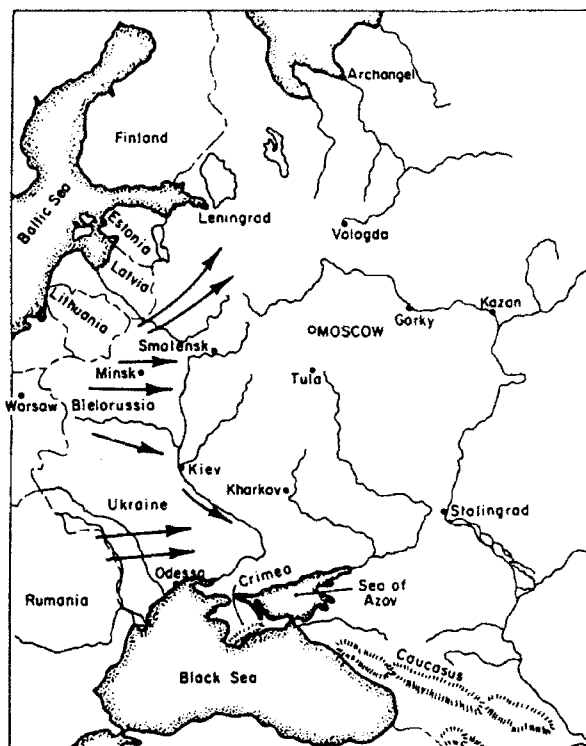 Archangel
Finland
Baltic Sea
Leningrad
Estonia
Vologda
Latvia
Lithuania
Gorky
Kazan
MOSCOW
Smolensk
Minsk
Tula
Warsaw
Bielorussia
Kiev
Kharkov
Ukraine
Stalingrad
Odessa
Crimea
Sea of
Azov
Rumania
Caucasus
Black Sea